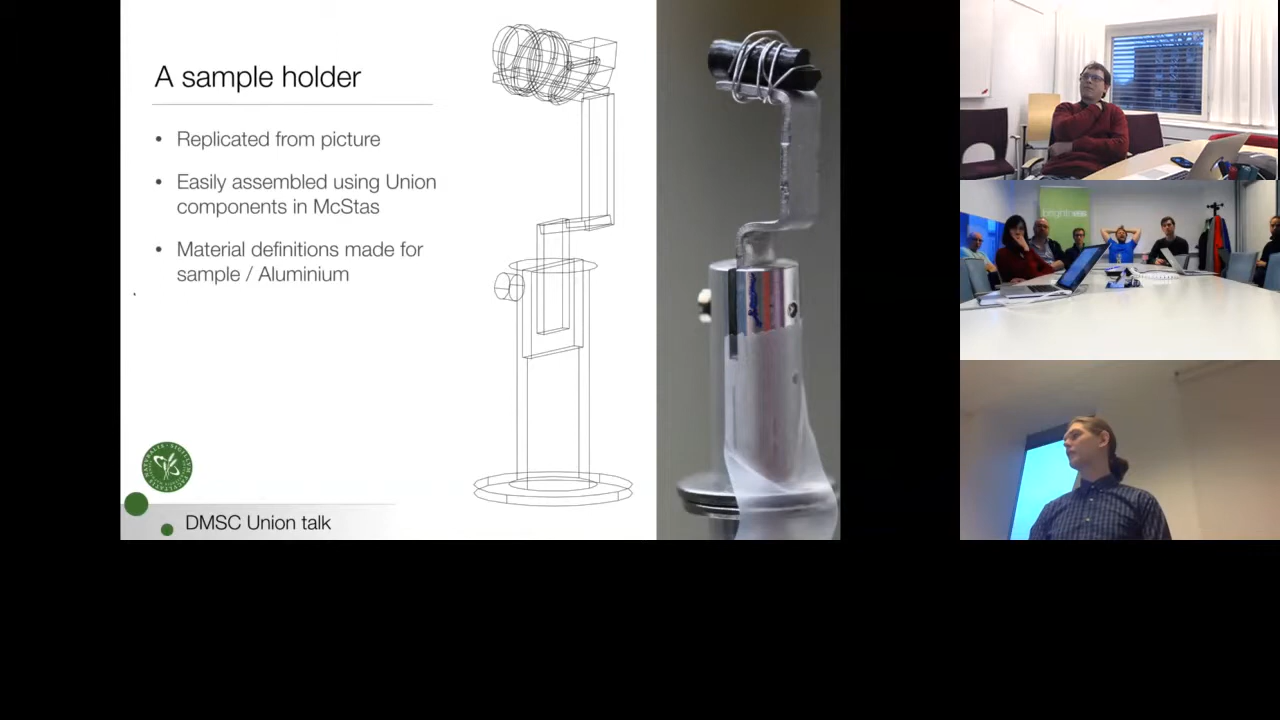 A sample holder
• Replicated from picture
• Easily assembled using Union
components in McStas
• Material definitions made for
sample / Aluminium
DMSC Union talk